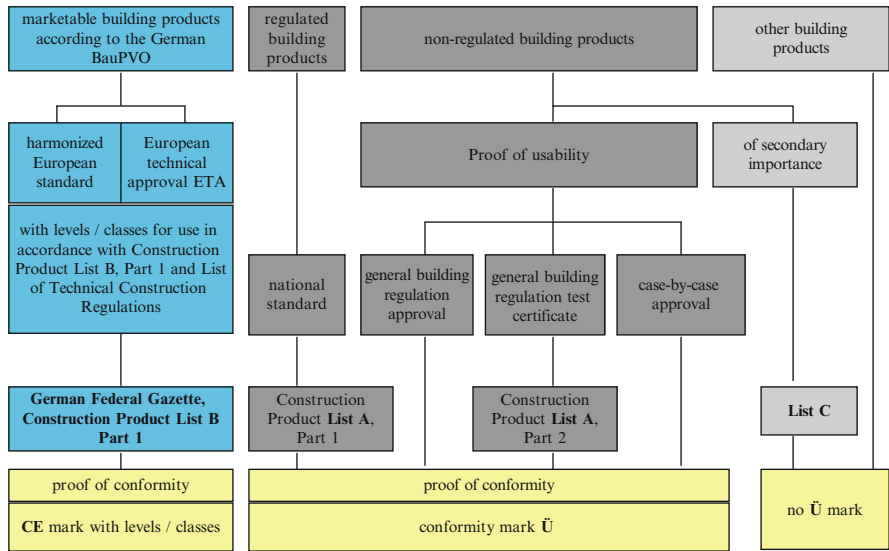 marketable building products
according to the German
BauPVO
regulated
building
products
non-regulated building products
other building
products
harmonized
European
standard
European
technical
approval ETA
Proof of usability
of secondary
importance
with levels / classes for use in
accordance with Construction
Product List B, Part 1 and List
of Technical Construction
Regulations
national
standard
general building
regulation
approval
general building
regulation test
certificate
case-by-case
approval
German Federal Gazette,
Construction Product List B
Part 1
Construction
Product List A,
Part 1
Construction
Product List A,
Part 2
List C
proof of conformity
CE mark with levels / classes
proof of conformity
conformity mark Ü
no Ü mark